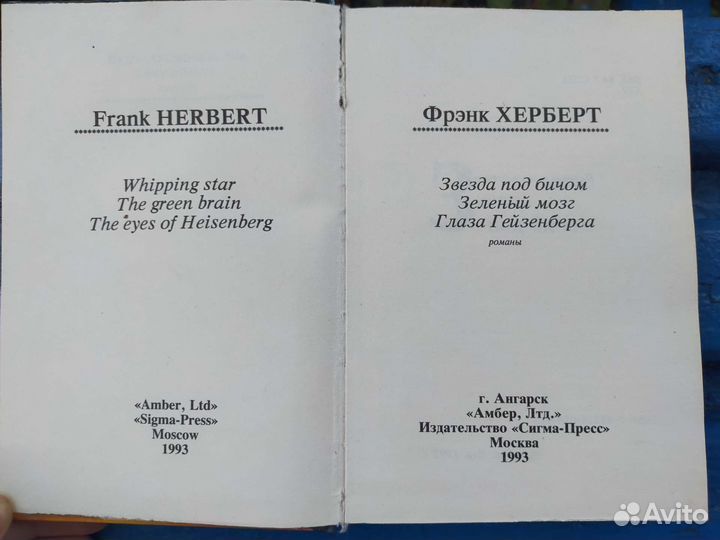 Frank HERBERT
Whipping star
The green brain
The eyes of Heisenberg
«Amber, Ltd»
«Sigma-Press»
Moscow
1993
Фрэнк ХЕРБЕРТ
Звезда под бичом
Зеленый мозг
Глаза Гейзенберга
романы
г. Ангарск
«Амбер, Лтд.»
Издательство «Сигма-Пресс»
Москва
1993
Avito